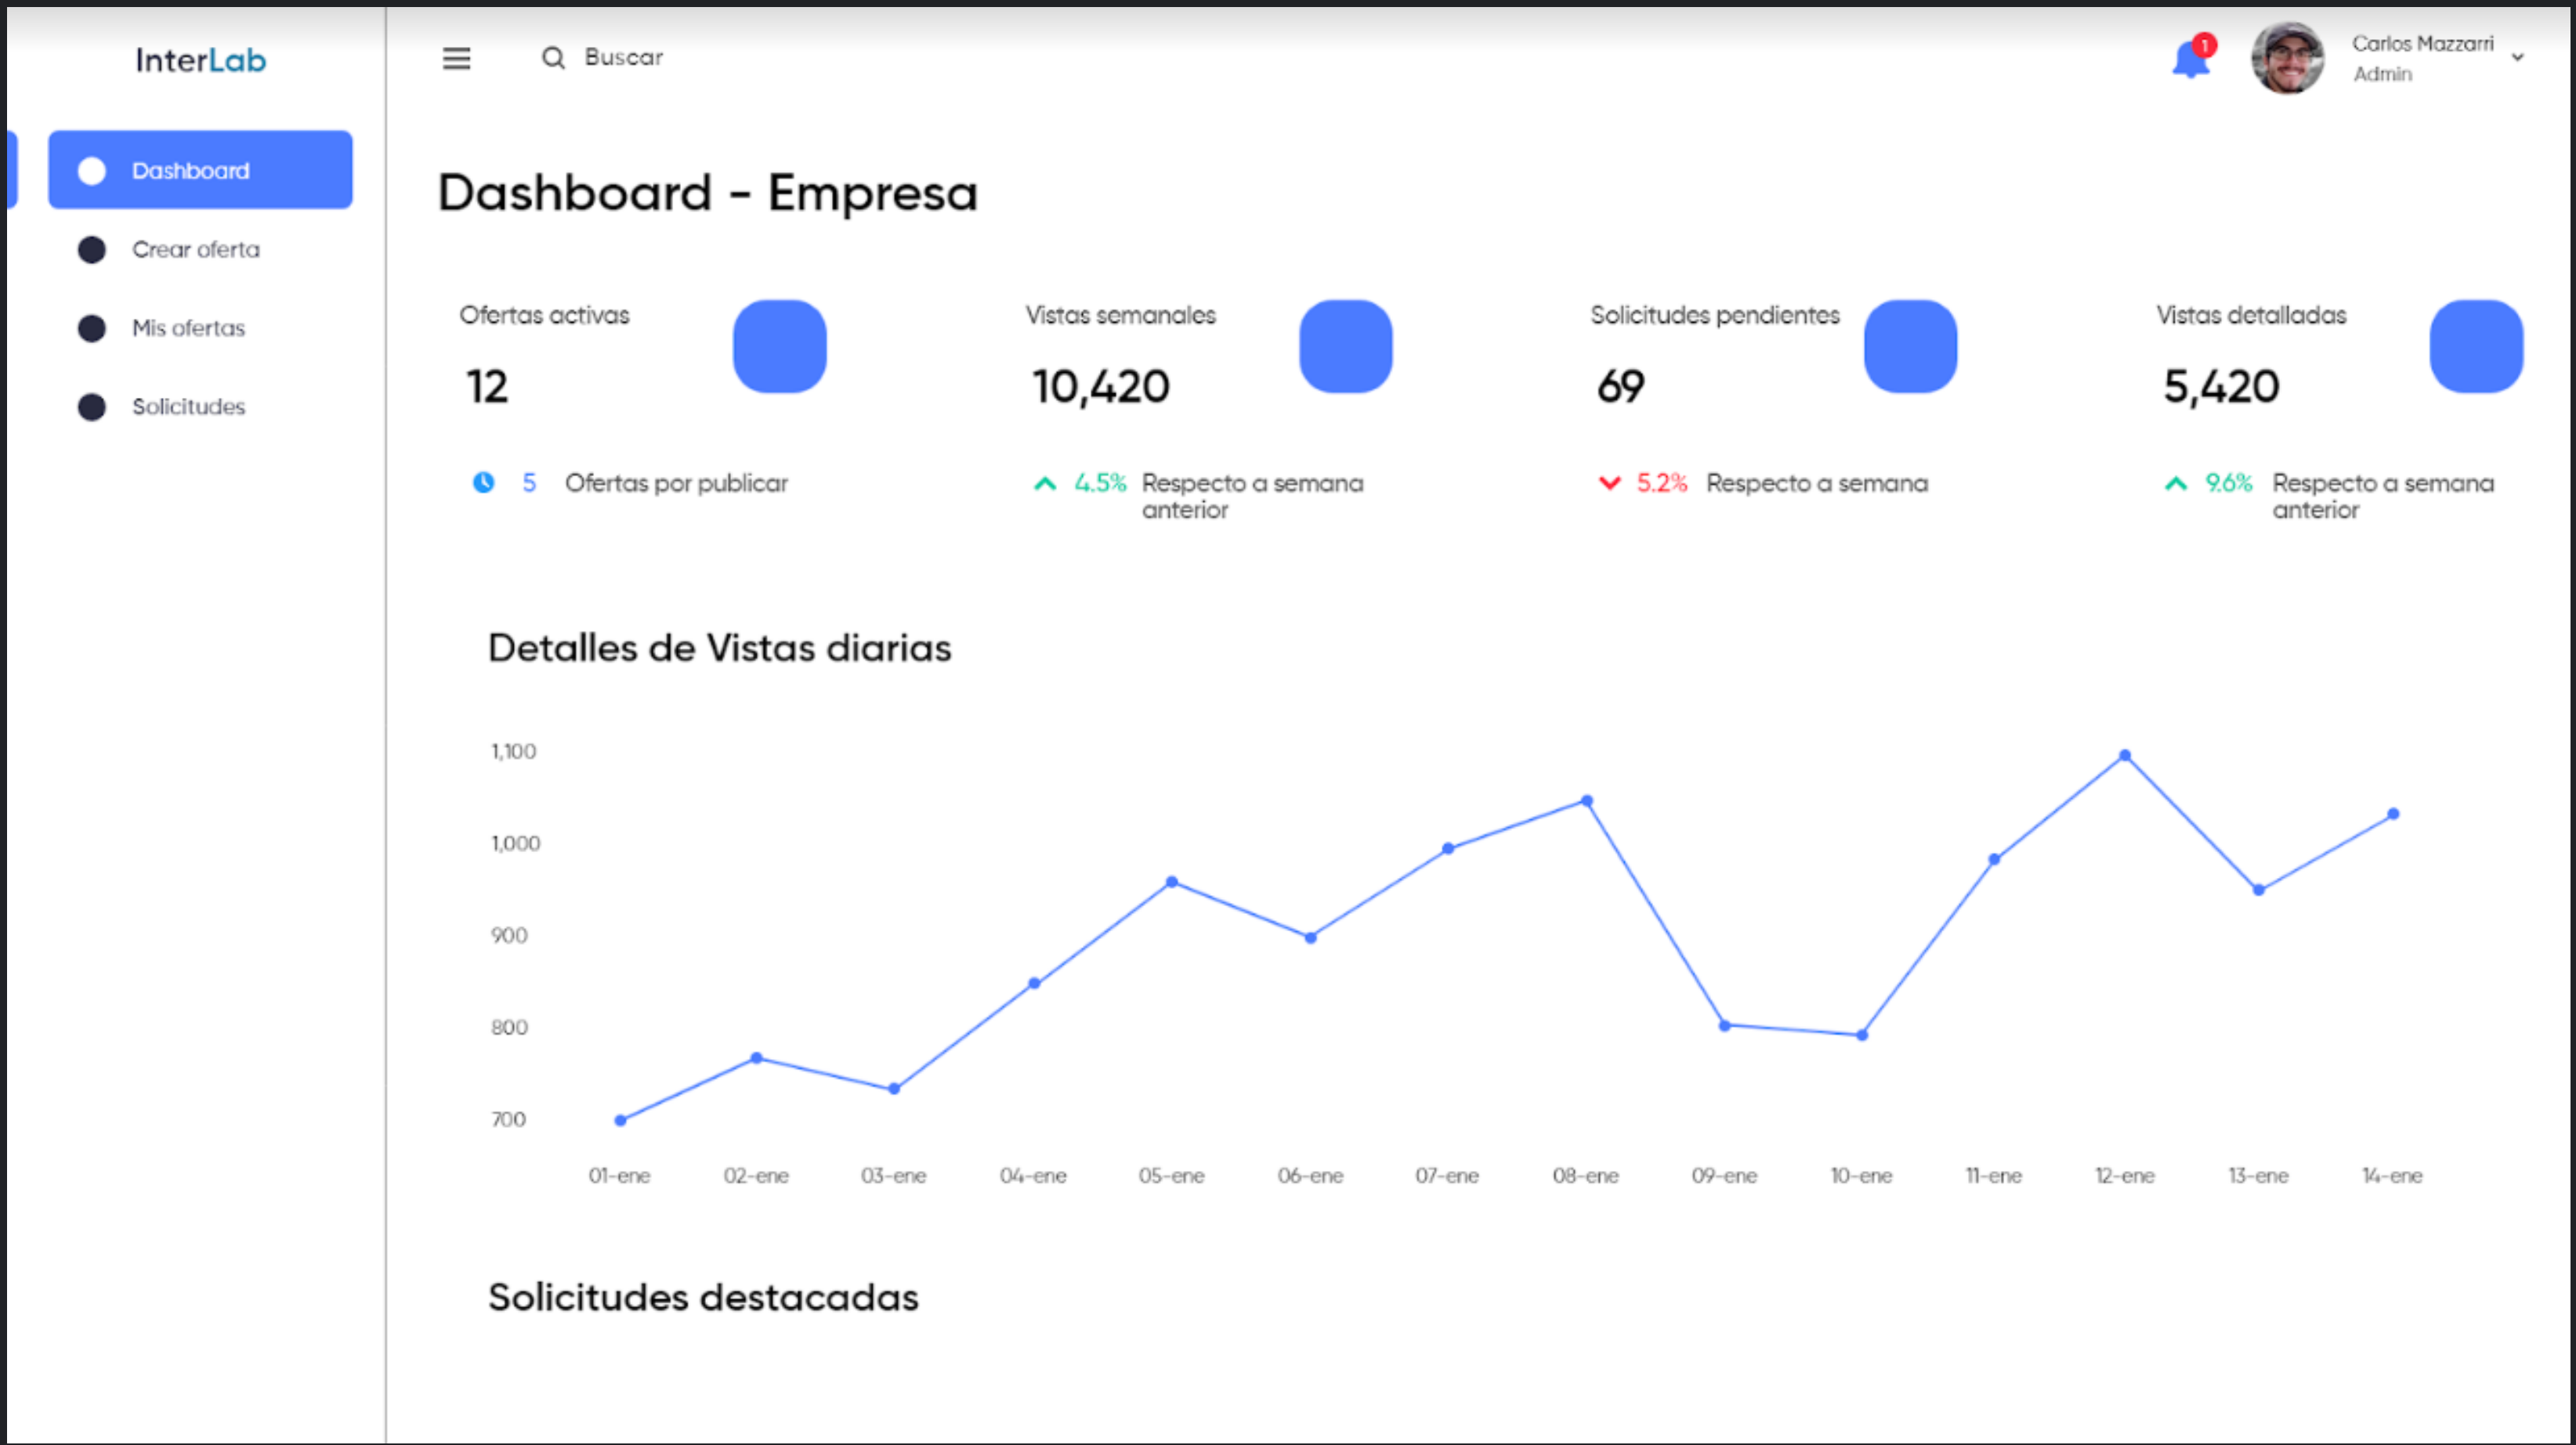 InterLab
Buscar
1
Carlos Mazzarri
Admin
Dashboard
Crear oferta
Mis ofertas
Solicitudes
Dashboard - Empresa
Ofertas activas
12
5 Ofertas por publicar
Vistas semanales
10,420
4.5% Respecto a semana
anterior
Solicitudes pendientes
69
5.2% Respecto a semana
Vistas detalladas
5,420
9.6% Respecto a semana
anterior
Detalles de Vistas diarias
1,100
1,000
900
800
700
01-ene 02-ene 03-ene 04-ene 05-ene 06-ene 07-ene 08-ene 09-ene 10-ene 11-ene 12-ene 13-ene 14-ene
Solicitudes destacadas